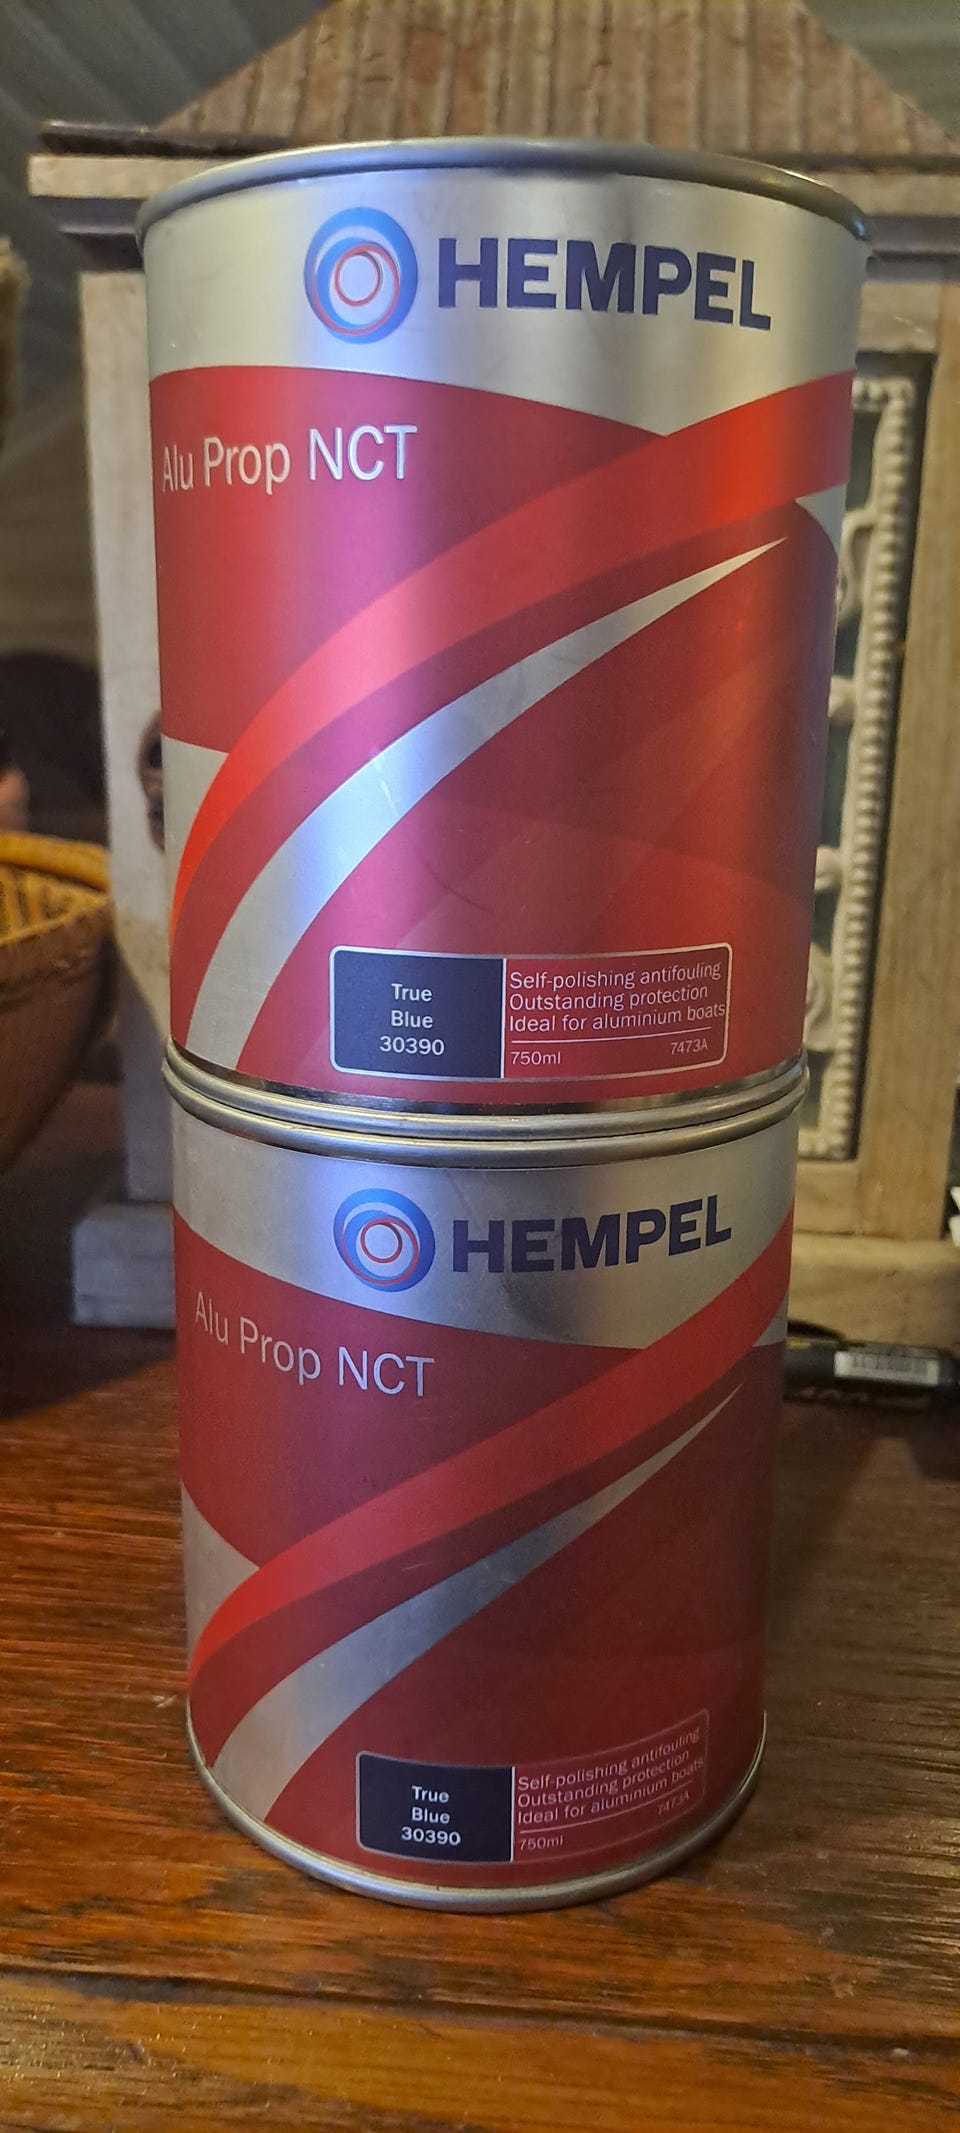 HEMPEL
Alu Prop NCT
True
Blue
30390
Self-polishing antifouling
Outstanding protection
Ideal for aluminium boats
750ml
7473A
HEMPEL
Alu Prop NCT
True
Blue
30390
Self-polishing antifouling
Outstanding protection
Ideal for aluminium boats
750ml
7473A